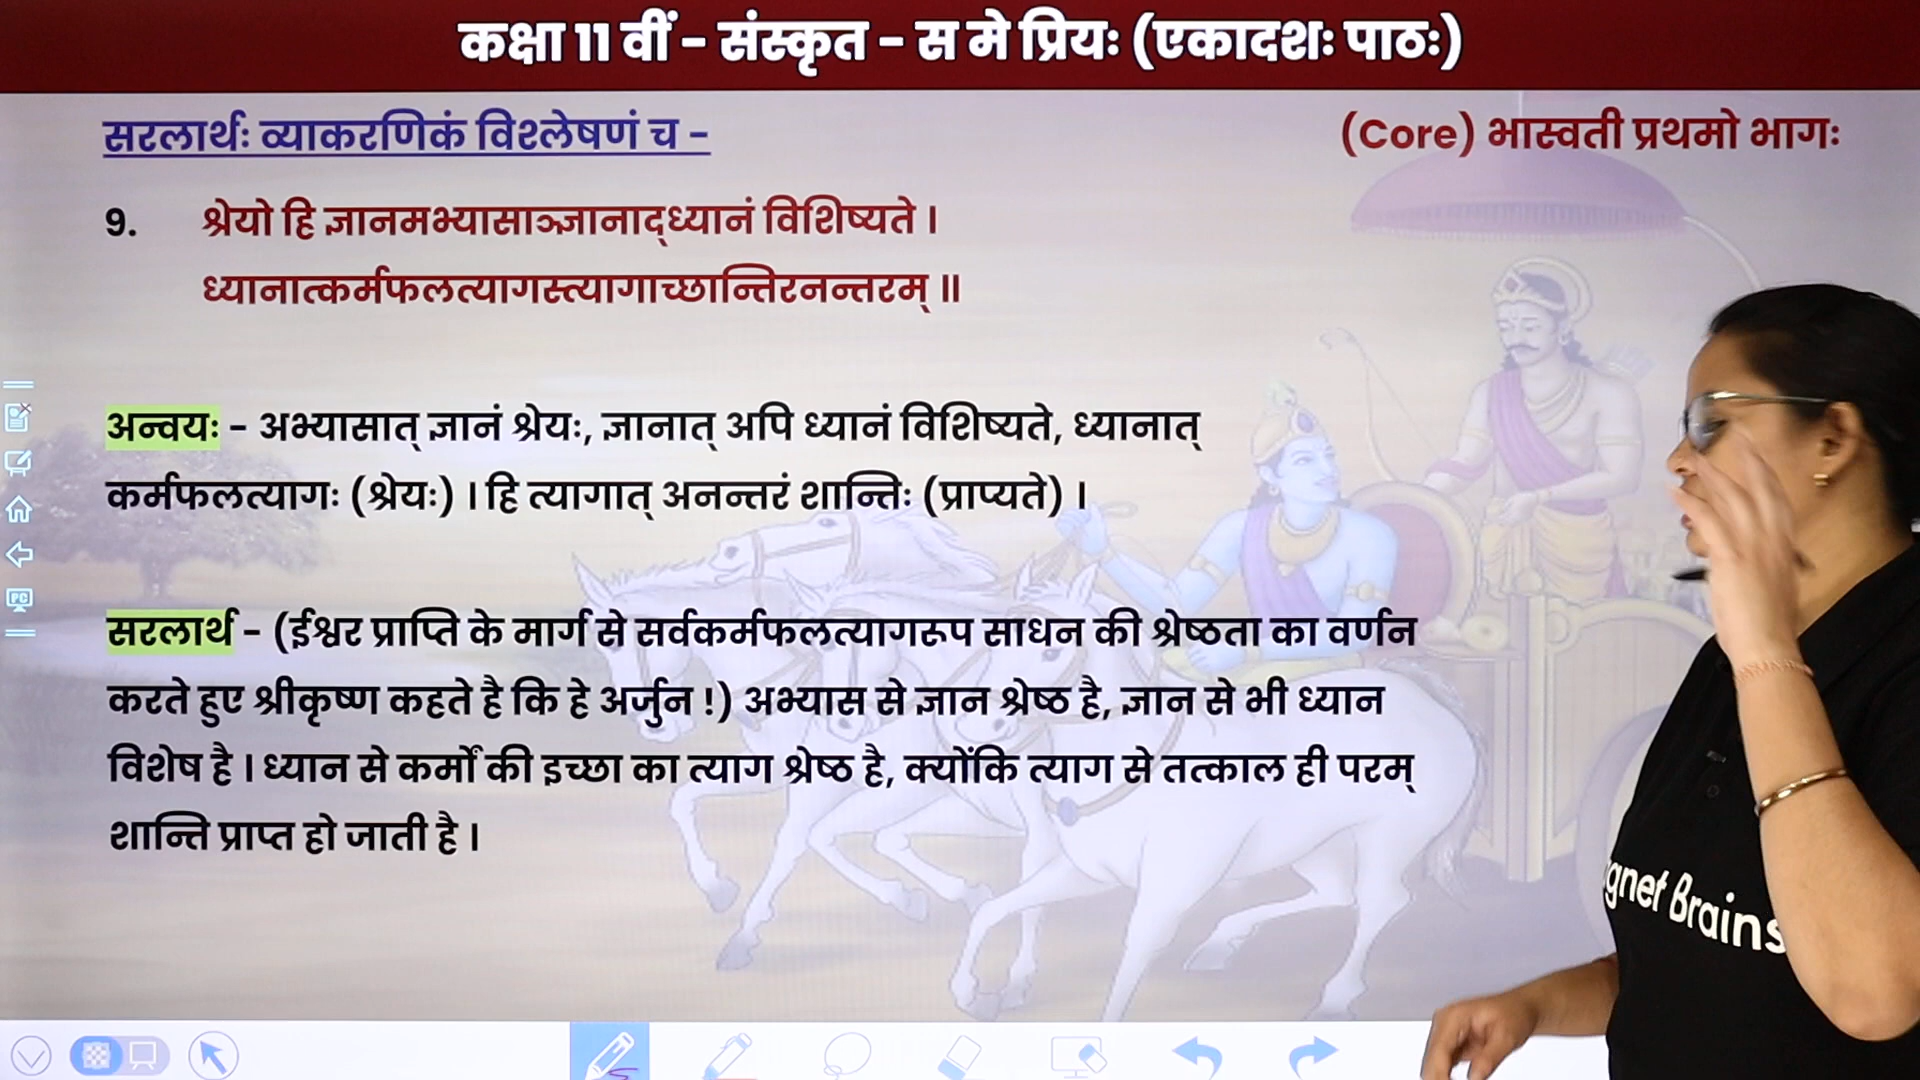 कक्षा 11 वीं – संस्कृत – स मे प्रियः (एकादशः पाठः)
सरलार्थः व्याकरणिकं विश्लेषणं च –
(Core) भास्वती प्रथमो भागः
9. श्रेयो हि ज्ञानमभ्यासाञ्ज्ञानाद्ध्यानं विशिष्यते ।
ध्यानात्कर्मफलत्यागस्त्यागाच्छान्तिरनन्तरम् ॥
अन्वयः – अभ्यासात् ज्ञानं श्रेयः, ज्ञानात् अपि ध्यानं विशिष्यते, ध्यानात्
कर्मफलत्यागः (श्रेयः) । हि त्यागात् अनन्तरं शान्तिः (प्राप्यते) ।
सरलार्थ – (ईश्वर प्राप्ति के मार्ग से सर्वकर्मफलत्यागरूप साधन की श्रेष्ठता का वर्णन
करते हुए श्रीकृष्ण कहते है कि हे अर्जुन !) अभ्यास से ज्ञान श्रेष्ठ है, ज्ञान से भी ध्यान
विशेष है । ध्यान से कर्मों की इच्छा का त्याग श्रेष्ठ है, क्योंकि त्याग से तत्काल ही परम्
शान्ति प्राप्त हो जाती है ।
PC
gnet Brains